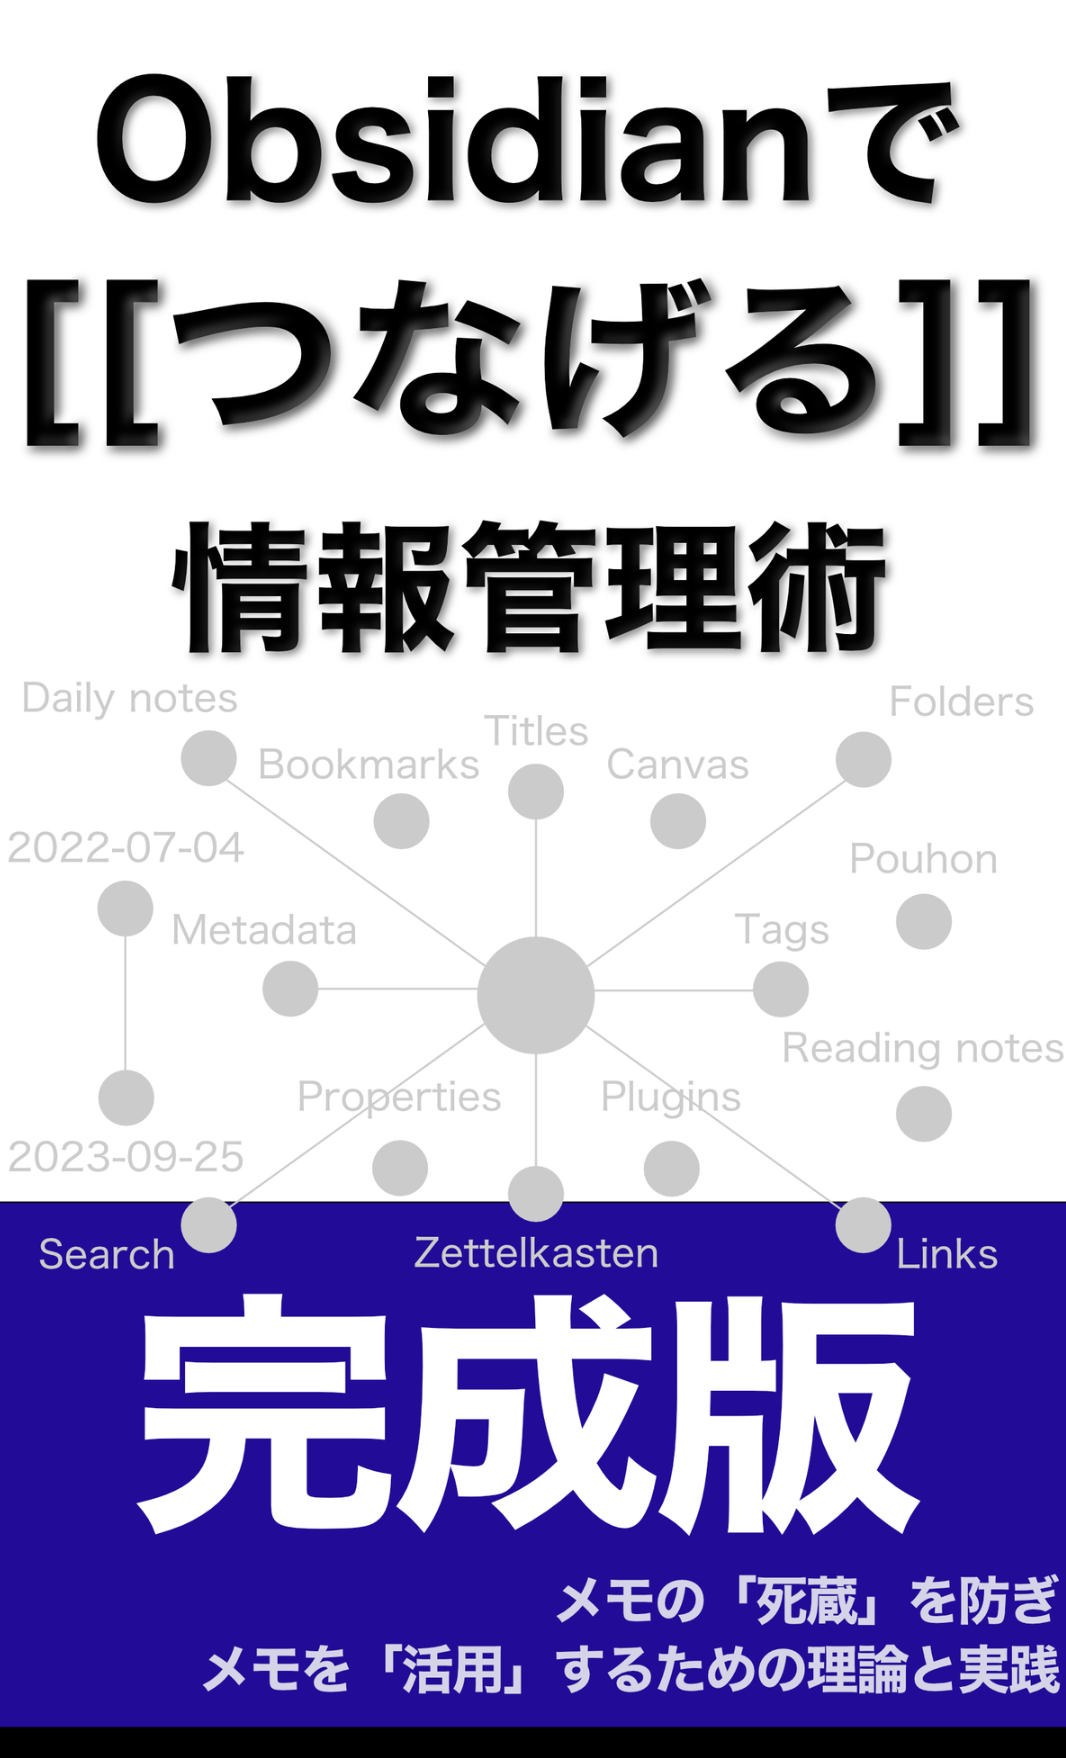 Obsidianで
[[つなげる]]
情報管理術
Daily notes
Folders
Titles
Bookmarks
Canvas
2022-07-04
Pouhon
Metadata
Tags
Reading notes
Properties
Plugins
2023-09-25
Search
Zettelkasten
Links
完成版
メモの「死蔵」を防ぎ
メモを「活用」するための理論と実践